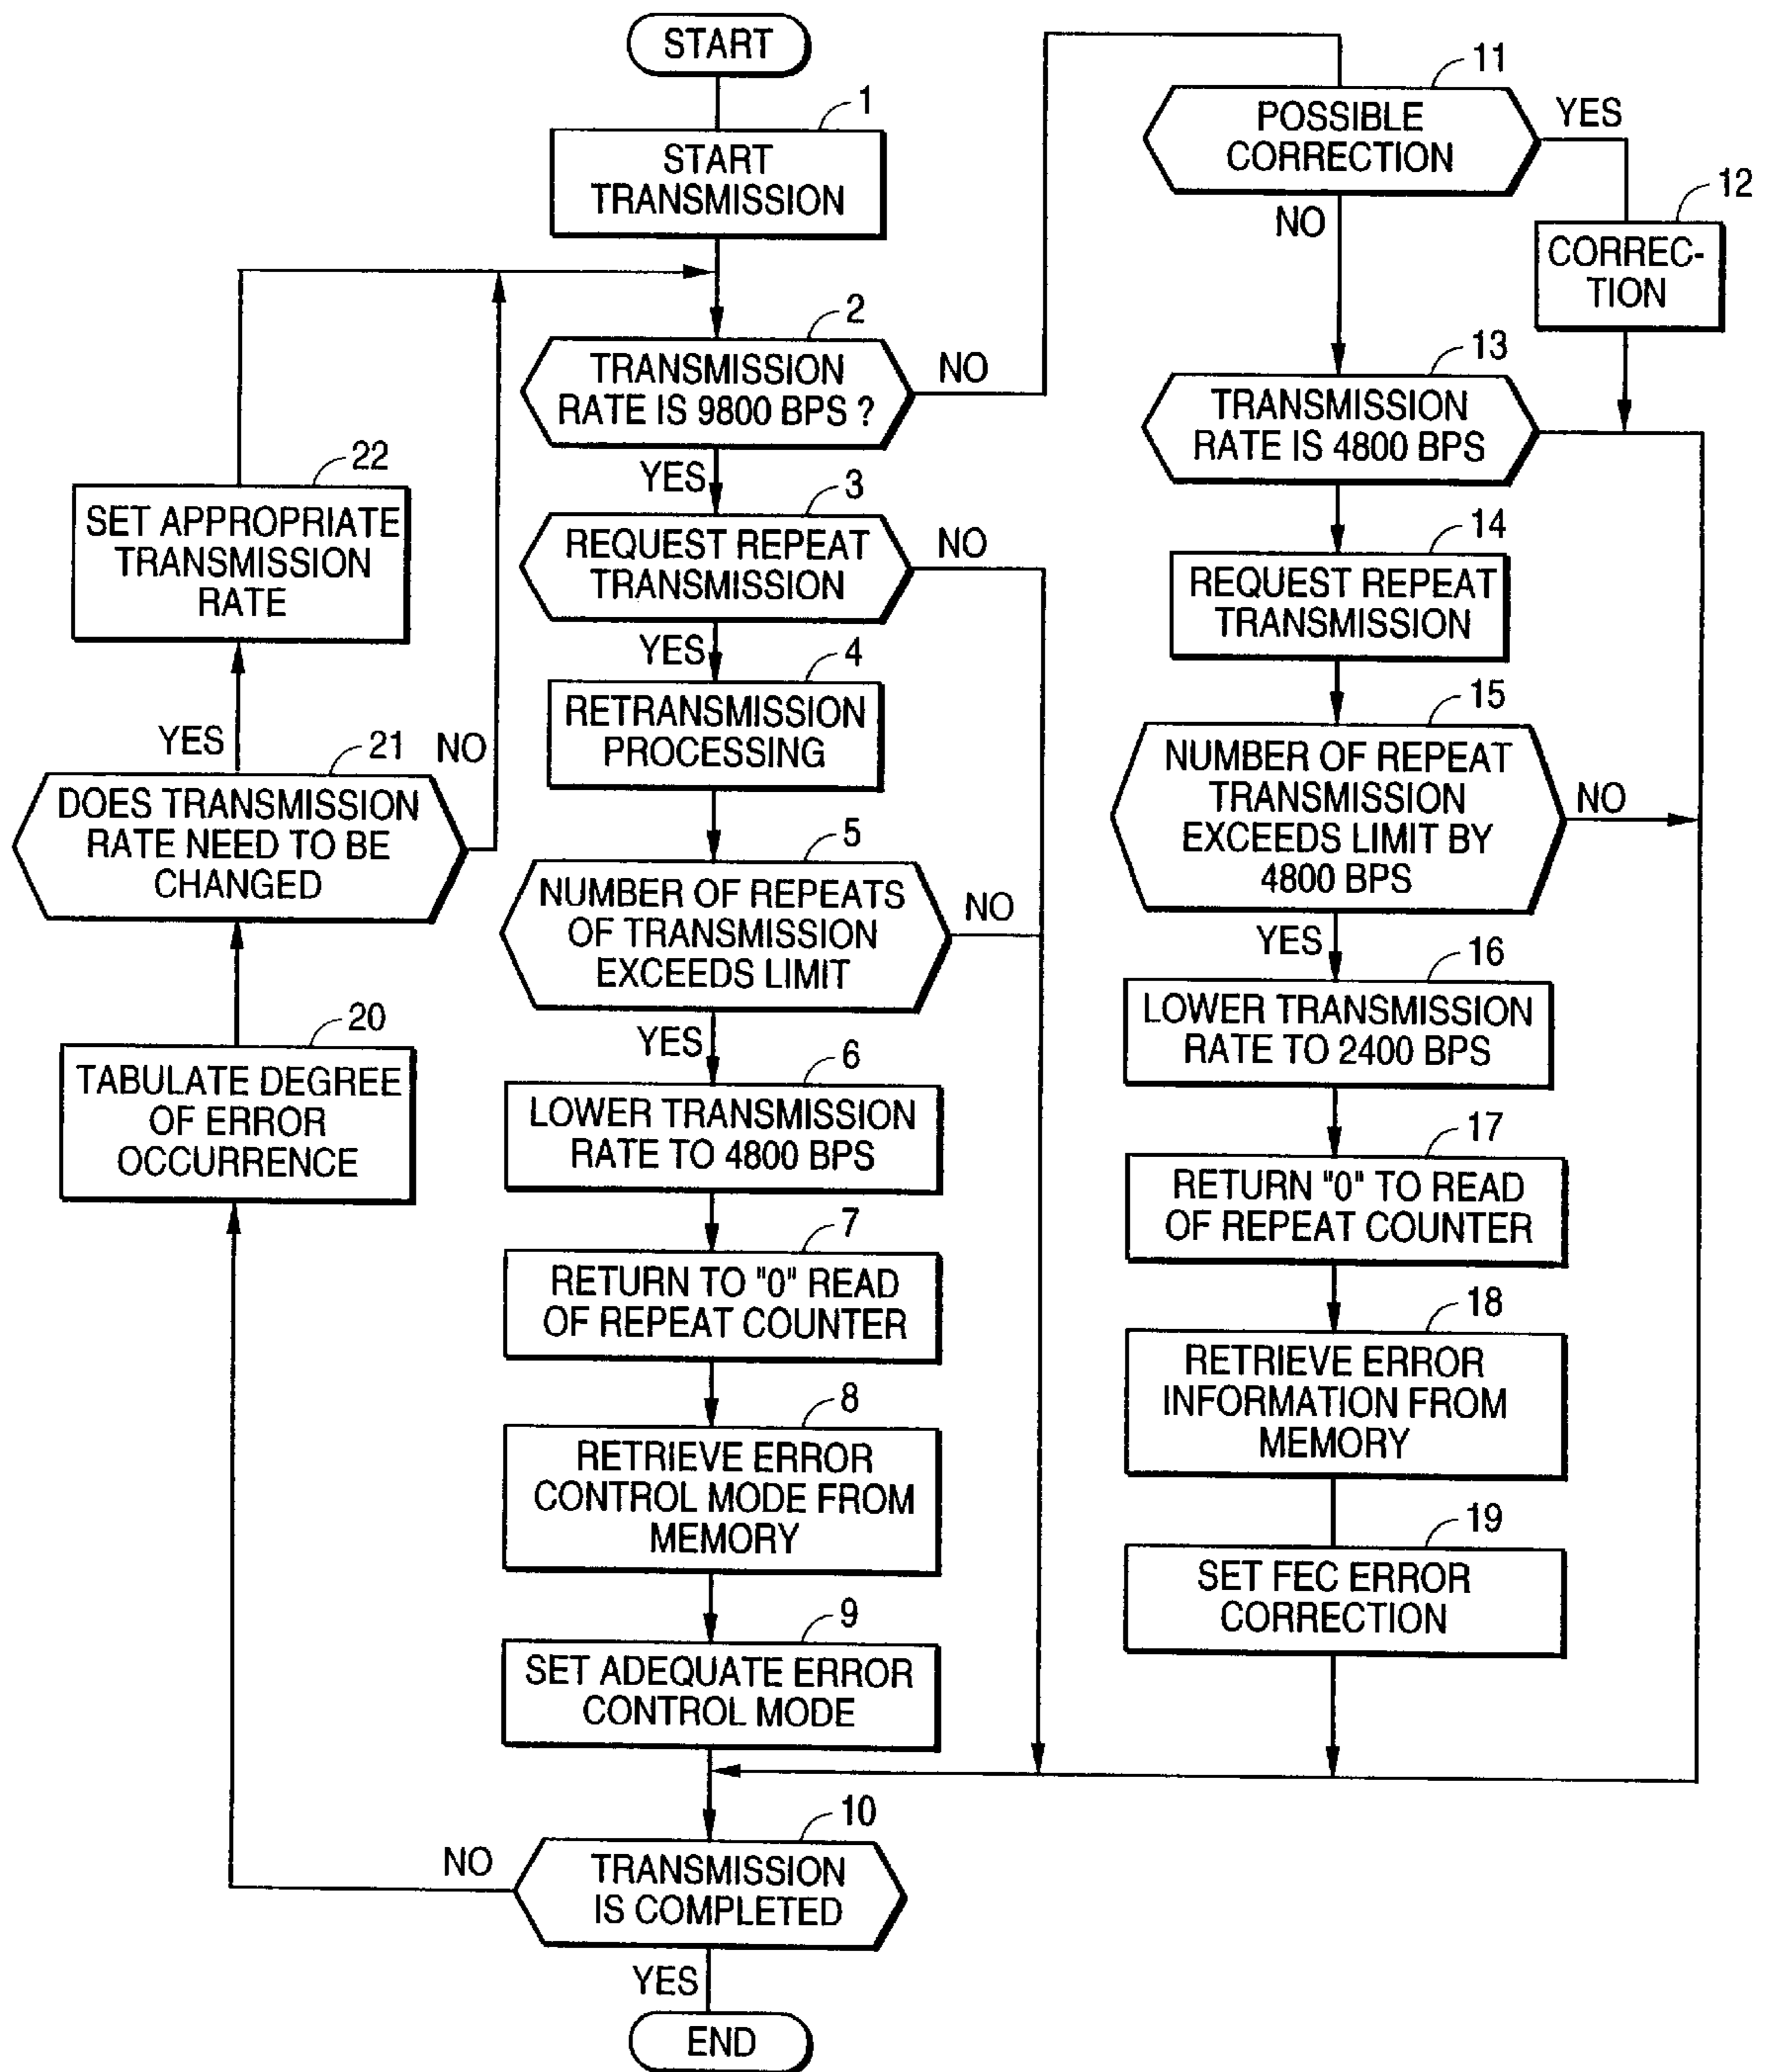 START
1
START
TRANSMISSION
2
TRANSMISSION
RATE IS 9800 BPS ?
NO
YES
3
REQUEST REPEAT
TRANSMISSION
NO
YES
4
RETRANSMISSION
PROCESSING
5
NUMBER OF REPEATS
OF TRANSMISSION
EXCEEDS LIMIT
NO
YES
6
LOWER TRANSMISSION
RATE TO 4800 BPS
7
RETURN TO "0" READ
OF REPEAT COUNTER
8
RETRIEVE ERROR
CONTROL MODE FROM
MEMORY
9
SET ADEQUATE ERROR
CONTROL MODE
10
TRANSMISSION
IS COMPLETED
NO
YES
END
11
POSSIBLE
CORRECTION
YES
NO
12
CORREC-
TION
13
TRANSMISSION
RATE IS 4800 BPS
14
REQUEST REPEAT
TRANSMISSION
15
NUMBER OF REPEAT
TRANSMISSION
EXCEEDS LIMIT BY
4800 BPS
NO
YES
16
LOWER TRANSMISSION
RATE TO 2400 BPS
17
RETURN "0" TO READ
OF REPEAT COUNTER
18
RETRIEVE ERROR
INFORMATION FROM
MEMORY
19
SET FEC ERROR
CORRECTION
20
TABULATE DEGREE
OF ERROR
OCCURRENCE
21
DOES TRANSMISSION
RATE NEED TO BE
CHANGED
YES
NO
22
SET APPROPRIATE
TRANSMISSION
RATE